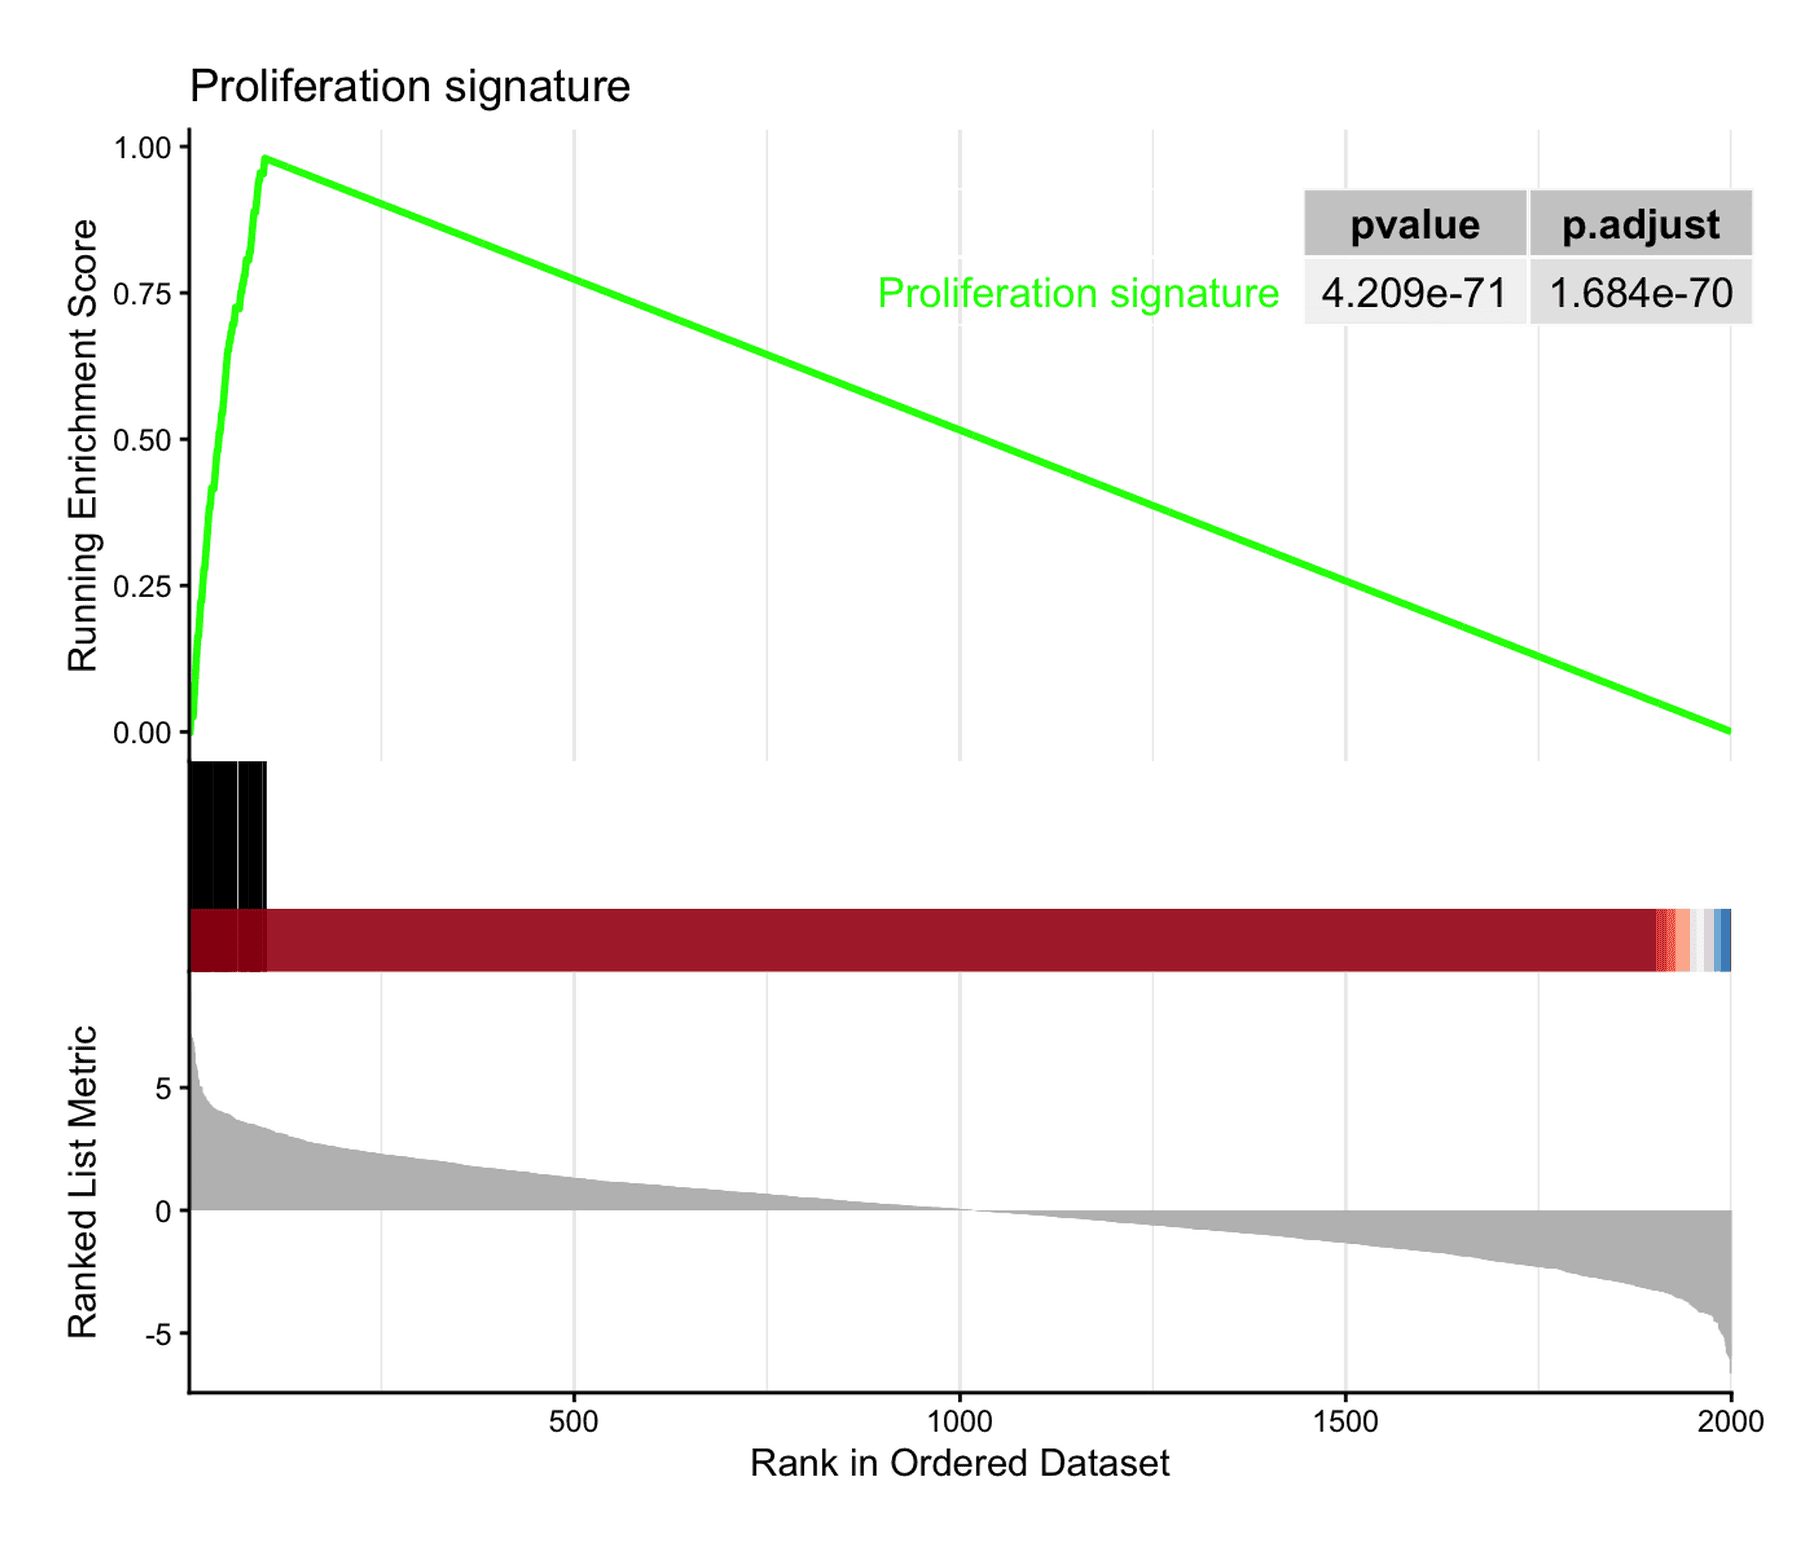 Proliferation signature
Running Enrichment Score
1.00
0.75
0.50
0.25
0.00
pvalue p.adjust
Proliferation signature 4.209e-71 1.684e-70
Ranked List Metric
5
0
-5
500 1000 1500 2000
Rank in Ordered Dataset